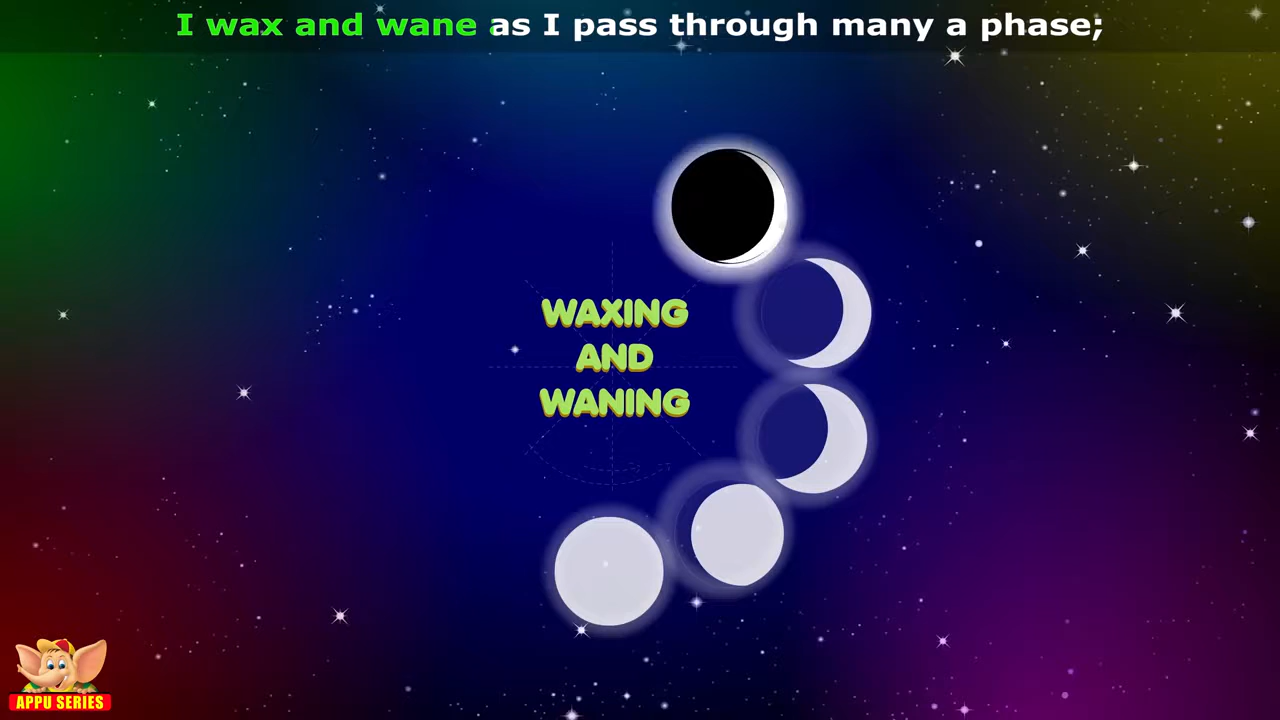 I wax and wane as I pass through many a phase;
WAXING
AND
WANING
APPU SERIES